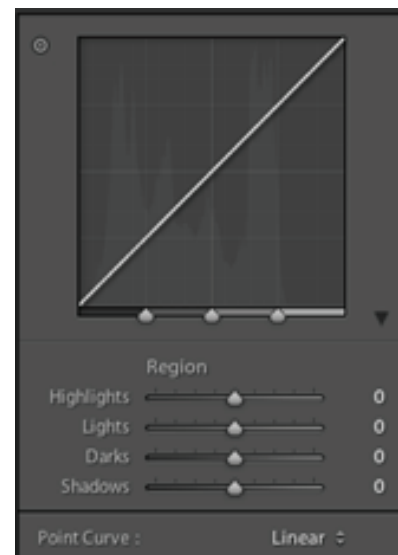 Region
Highlights 0
Lights 0
Darks 0
Shadows 0
Point Curve : Linear